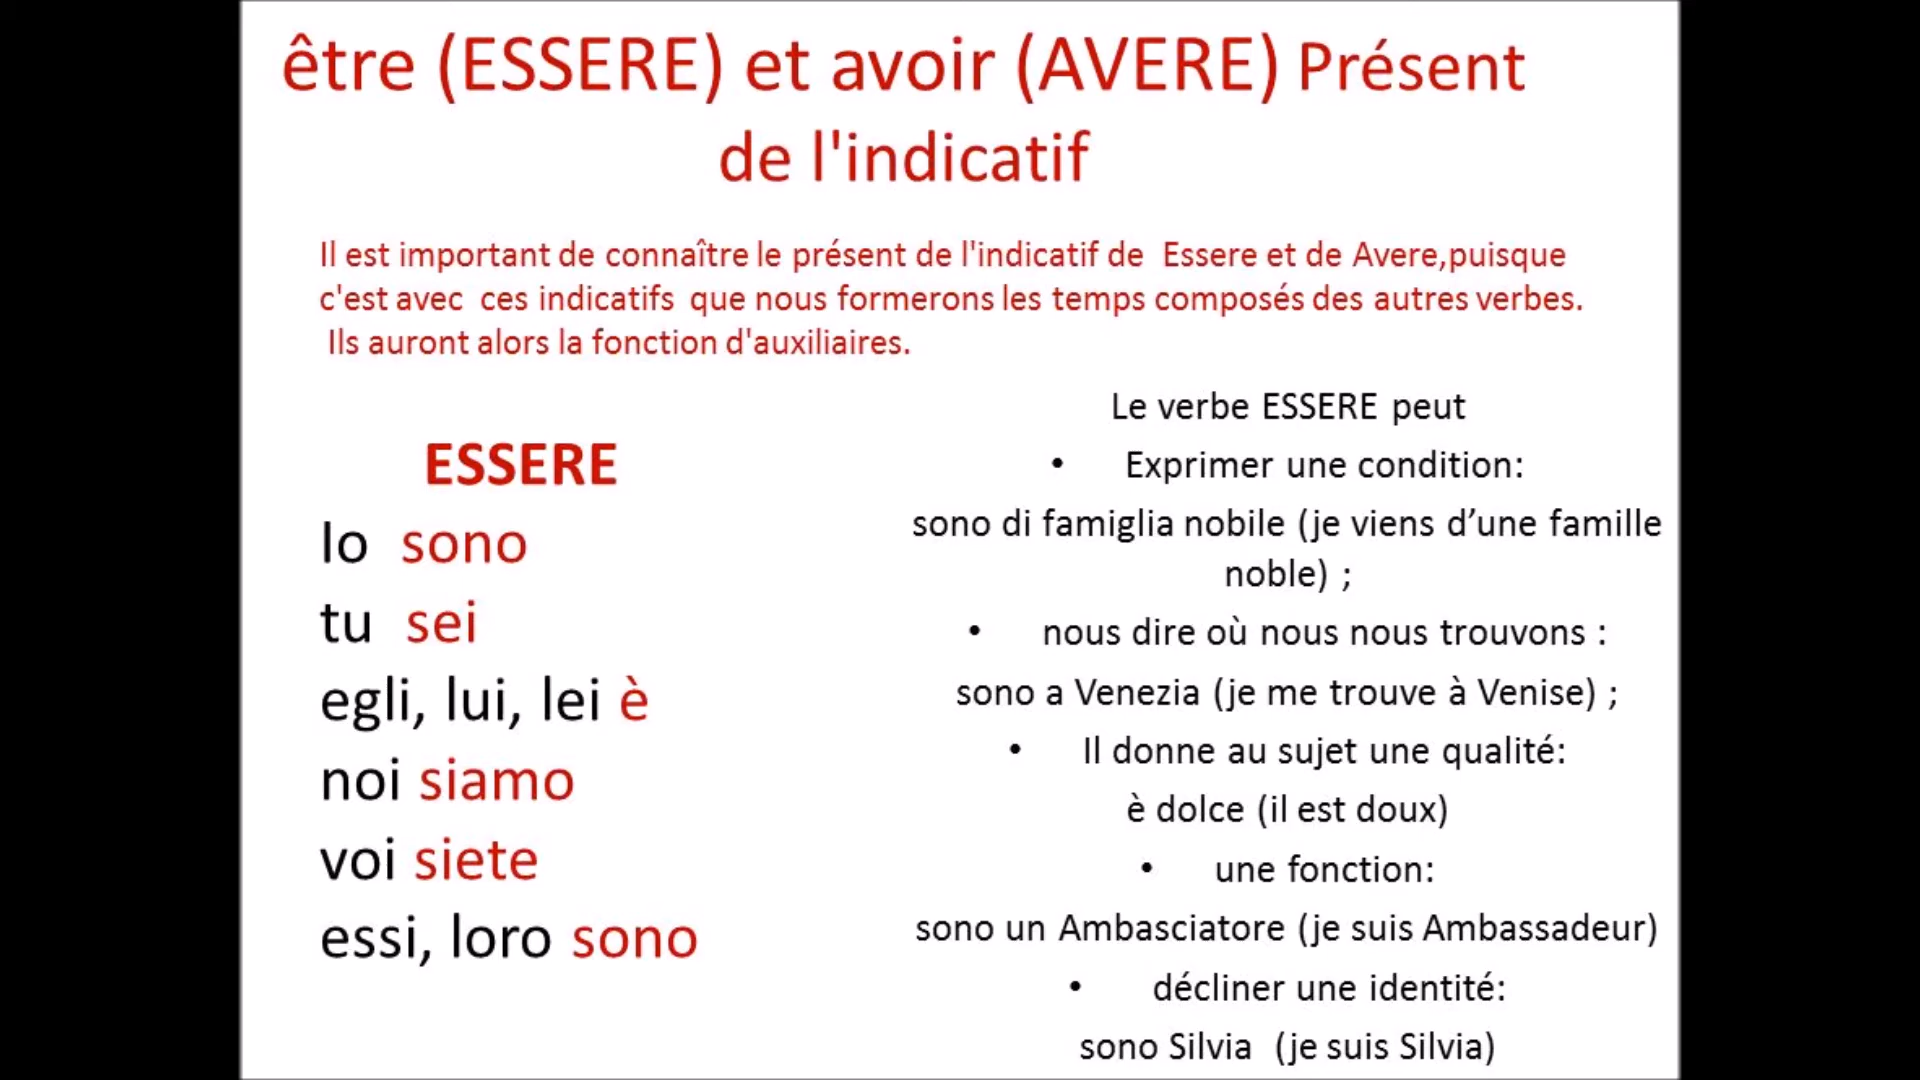 être (ESSERE) et avoir (AVERE) Présent
de l'indicatif
Il est important de connaître le présent de l'indicatif de Essere et de Avere,puisque
c'est avec ces indicatifs que nous formerons les temps composés des autres verbes.
Ils auront alors la fonction d'auxiliaires.
ESSERE
Io sono
tu sei
egli, lui, lei è
noi siamo
voi siete
essi, loro sono
Le verbe ESSERE peut
• Exprimer une condition:
sono di famiglia nobile (je viens d’une famille
noble) ;
• nous dire où nous nous trouvons :
sono a Venezia (je me trouve à Venise) ;
• Il donne au sujet une qualité:
è dolce (il est doux)
• une fonction:
sono un Ambasciatore (je suis Ambassadeur)
• décliner une identité:
sono Silvia (je suis Silvia)